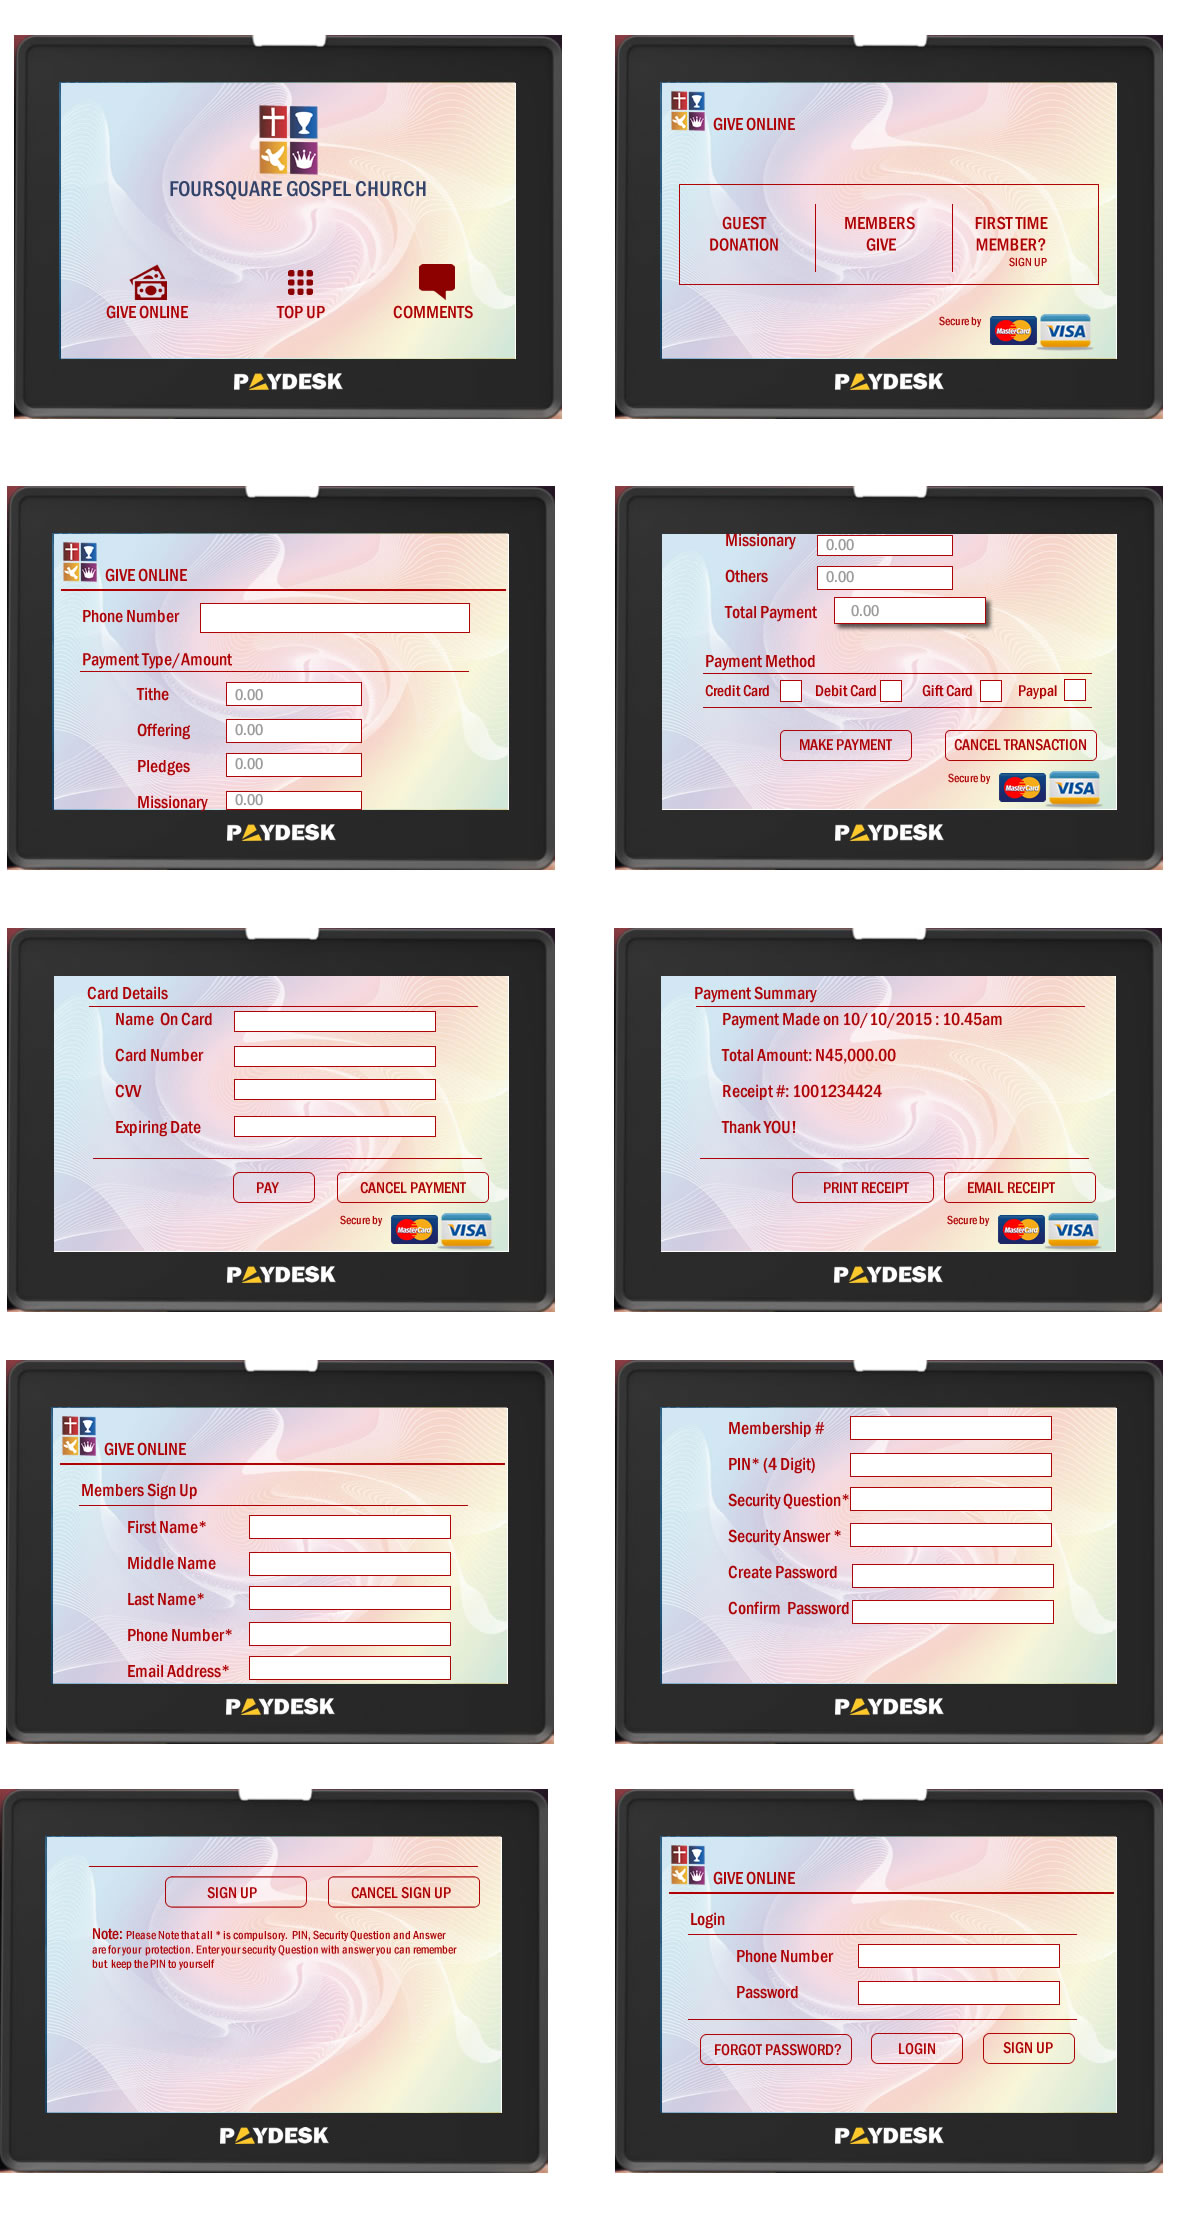 FOURSQUARE GOSPEL CHURCH
GIVE ONLINE
TOP UP
COMMENTS
PAYDESK
GIVE ONLINE
GUEST
DONATION
MEMBERS
GIVE
FIRST TIME
MEMBER?
SIGN UP
Secure by
MasterCard
VISA
PAYDESK
GIVE ONLINE
Phone Number
Payment Type/Amount
Tithe
0.00
Offering
0.00
Pledges
0.00
Missionary
0.00
PAYDESK
Missionary
0.00
Others
0.00
Total Payment
0.00
Payment Method
Credit Card
Debit Card
Gift Card
Paypal
MAKE PAYMENT
CANCEL TRANSACTION
Secure by
MasterCard
VISA
PAYDESK
Card Details
Name On Card
Card Number
CVV
Expiring Date
PAY
CANCEL PAYMENT
Secure by
MasterCard
VISA
PAYDESK
Payment Summary
Payment Made on 10/10/2015 : 10.45am
Total Amount: N45,000.00
Receipt #: 1001234424
Thank YOU!
PRINT RECEIPT
EMAIL RECEIPT
Secure by
MasterCard
VISA
PAYDESK
GIVE ONLINE
Members Sign Up
First Name*
Middle Name
Last Name*
Phone Number*
Email Address*
PAYDESK
Membership #
PIN* (4 Digit)
Security Question*
Security Answer *
Create Password
Confirm Password
PAYDESK
SIGN UP
CANCEL SIGN UP
Note: Please Note that all * is compulsory. PIN, Security Question and Answer
are for your protection. Enter your security Question with answer you can remember
but keep the PIN to yourself
PAYDESK
GIVE ONLINE
Login
Phone Number
Password
FORGOT PASSWORD?
LOGIN
SIGN UP
PAYDESK